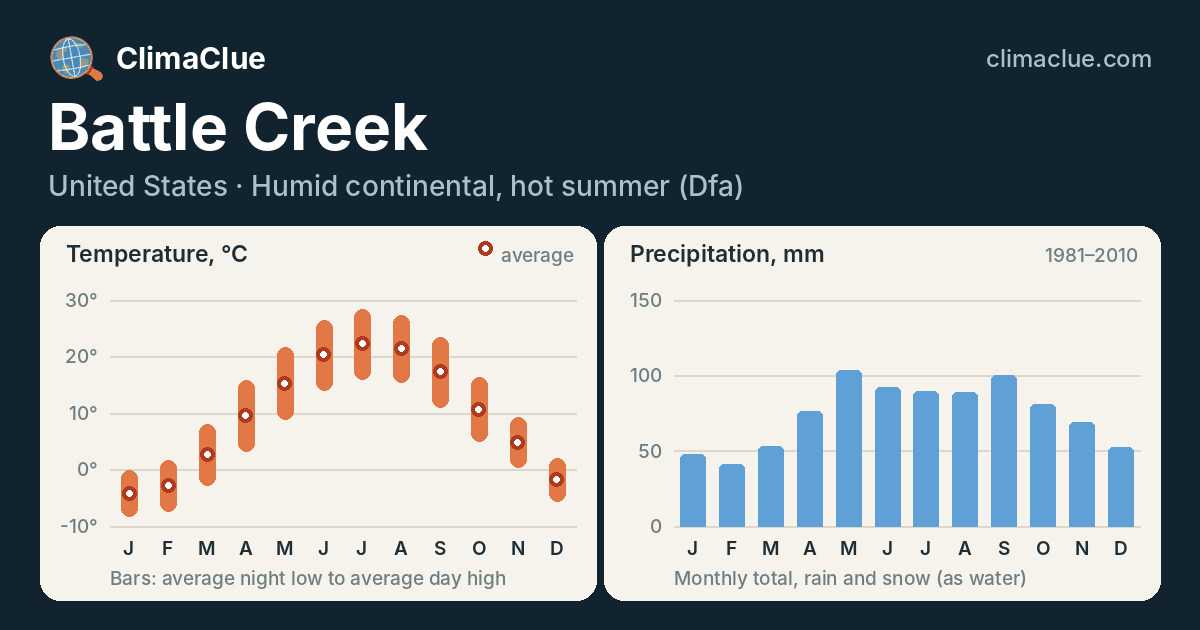 ClimaClue
climaclue.com
Battle Creek
United States · Humid continental, hot summer (Dfa)
Temperature, °C
average
30°
20°
10°
0°
-10°
J F M A M J J A S O N D
Bars: average night low to average day high
Precipitation, mm
1981–2010
150
100
50
0
J F M A M J J A S O N D
Monthly total, rain and snow (as water)